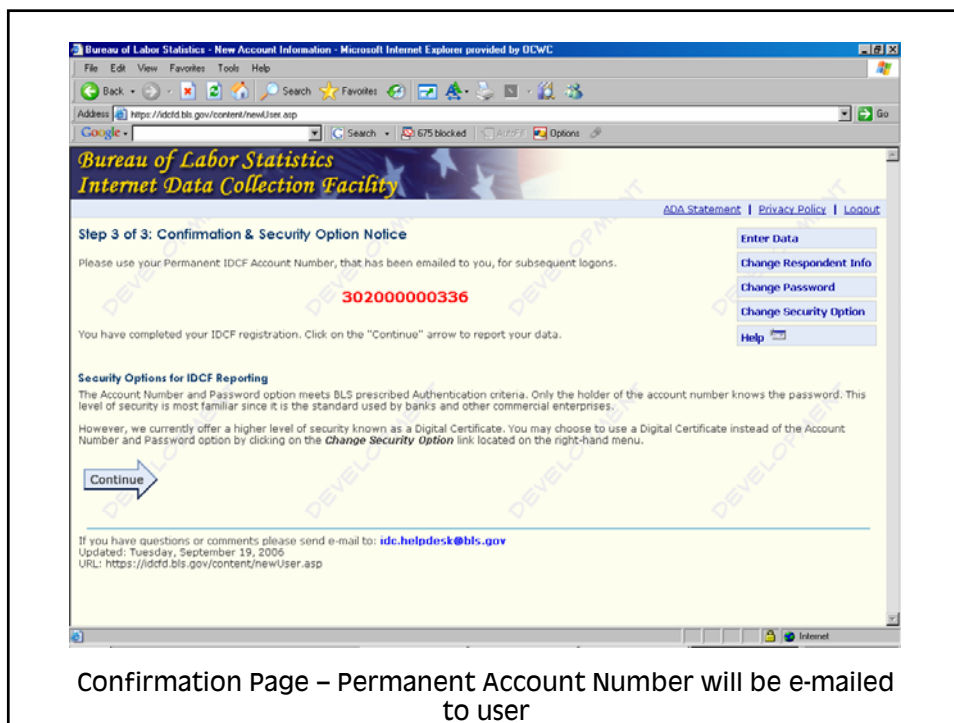 Bureau of Labor Statistics - New Account Information - Microsoft Internet Explorer provided by DCWC
File Edit View Favorites Tools Help
Back Search Favorites
Address https://idcfd.bls.gov/content/newUser.asp Go
Google Search 675 blocked AutoFill Options
Bureau of Labor Statistics
Internet Data Collection Facility
ADA Statement | Privacy Policy | Logout
Step 3 of 3: Confirmation & Security Option Notice
Please use your Permanent IDCF Account Number, that has been emailed to you, for subsequent logons.
302000000336
You have completed your IDCF registration. Click on the "Continue" arrow to report your data.
Enter Data
Change Respondent Info
Change Password
Change Security Option
Help
Security Options for IDCF Reporting
The Account Number and Password option meets BLS prescribed Authentication criteria. Only the holder of the account number knows the password. This
level of security is most familiar since it is the standard used by banks and other commercial enterprises.
However, we currently offer a higher level of security known as a Digital Certificate. You may choose to use a Digital Certificate instead of the Account
Number and Password option by clicking on the Change Security Option link located on the right-hand menu.
Continue
If you have questions or comments please send e-mail to: idc.helpdesk@bls.gov
Updated: Tuesday, September 19, 2006
URL: https://idcfd.bls.gov/content/newUser.asp
DEVELOPMENT
DEVELOPMENT
DEVELOPMENT
DEVELOPMENT
DEVELOPMENT
DEVELOPMENT
DEVELOPMENT
DEVELOPMENT
Internet
Confirmation Page – Permanent Account Number will be e-mailed
to user